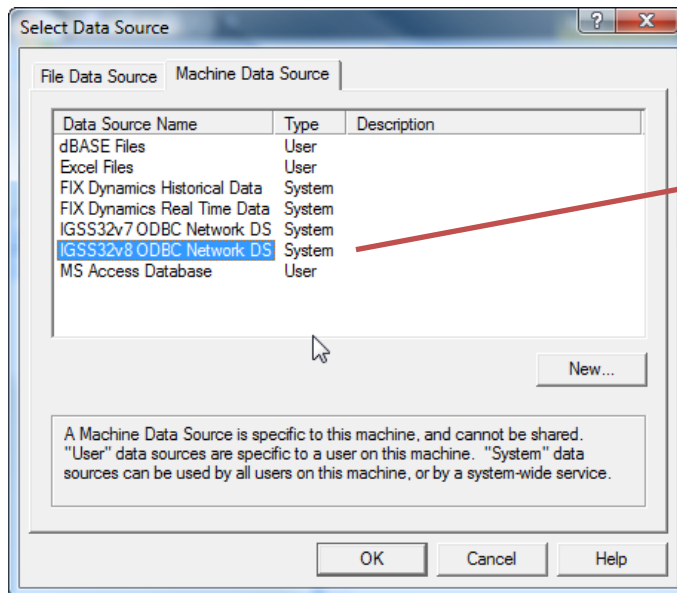 Select Data Source
File Data Source Machine Data Source
Data Source Name Type Description
dBASE Files User
Excel Files User
FIX Dynamics Historical Data System
FIX Dynamics Real Time Data System
IGSS32v7 ODBC Network DS System
IGSS32v8 ODBC Network DS System
MS Access Database User
New...
A Machine Data Source is specific to this machine, and cannot be shared.
"User" data sources are specific to a user on this machine. "System" data
sources can be used by all users on this machine, or by a system-wide service.
OK Cancel Help